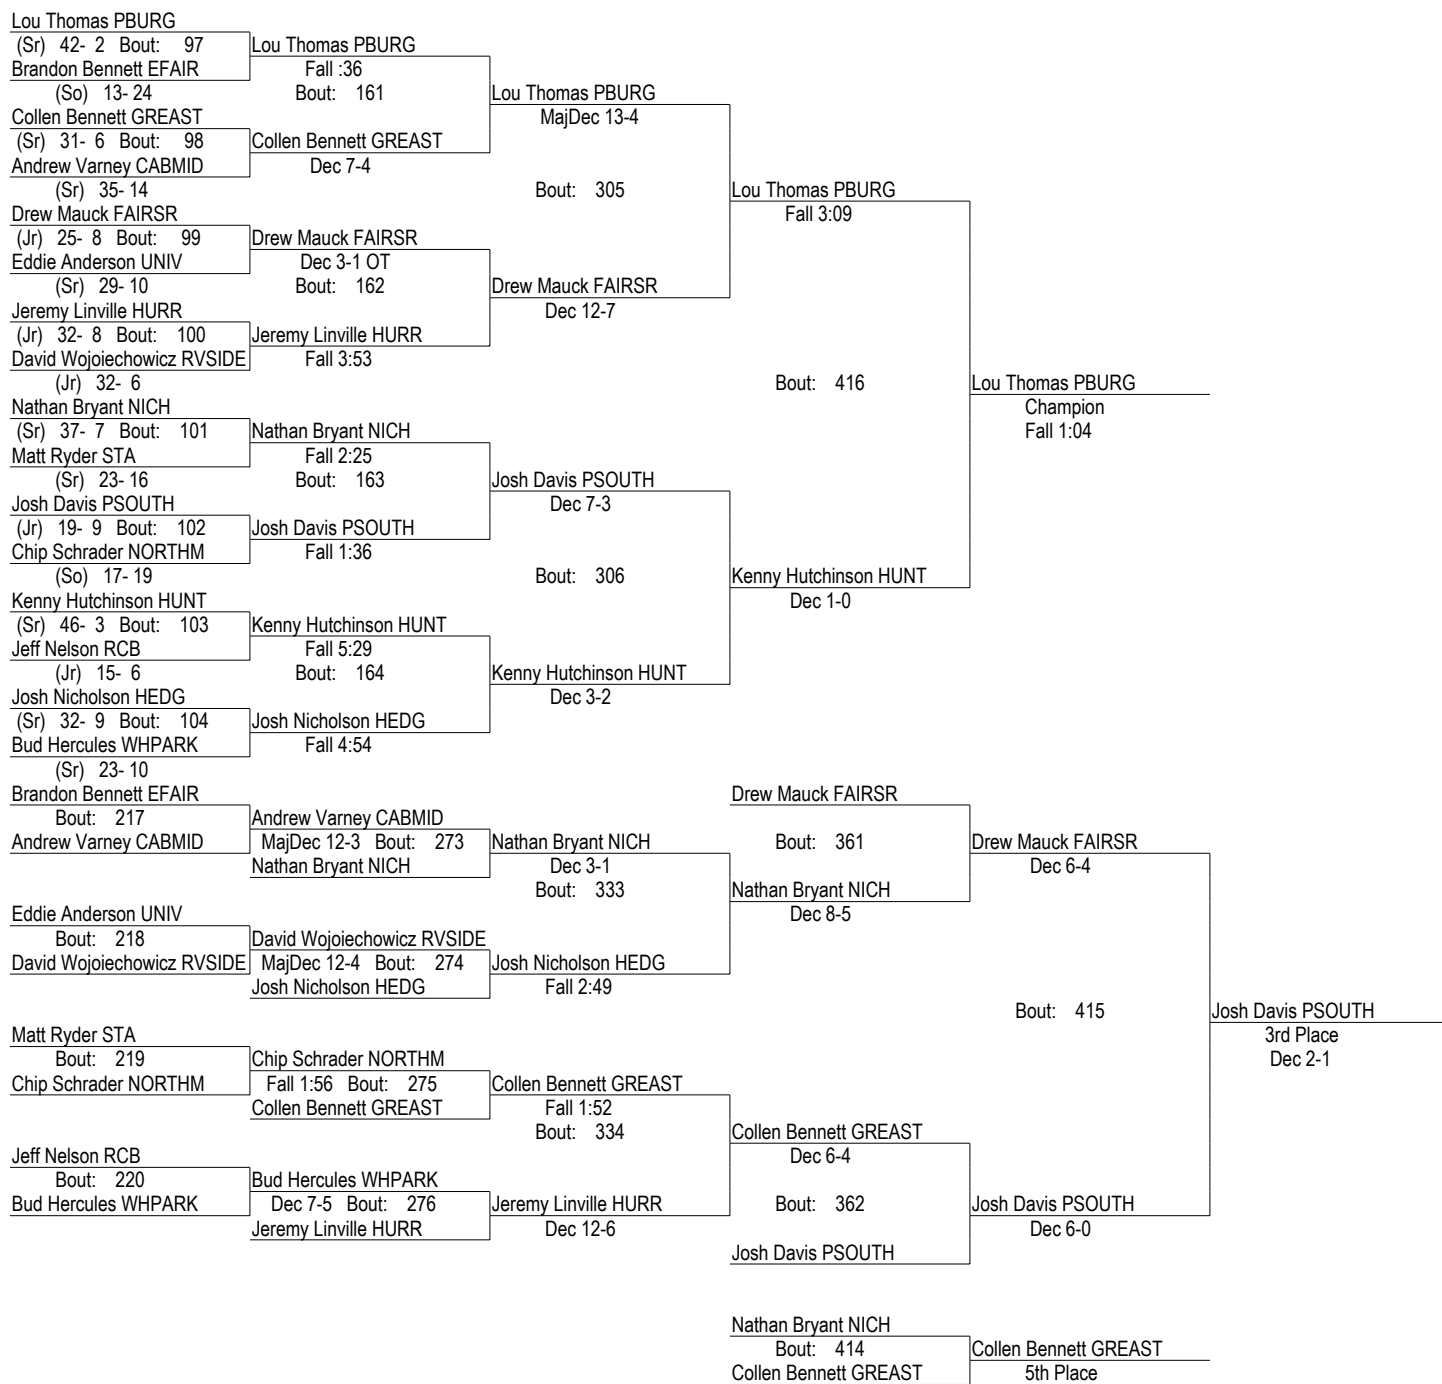 Lou Thomas PBURG
(Sr) 42- 2 Bout: 97 Lou Thomas PBURG
Brandon Bennett EFAIR Fall :36
(So) 13- 24 Bout: 161 Lou Thomas PBURG
Collen Bennett GREAST MajDec 13-4
(Sr) 31- 6 Bout: 98 Collen Bennett GREAST
Andrew Varney CABMID Dec 7-4
(Sr) 35- 14 Bout: 305 Lou Thomas PBURG
Drew Mauck FAIRSR Fall 3:09
(Jr) 25- 8 Bout: 99 Drew Mauck FAIRSR
Eddie Anderson UNIV Dec 3-1 OT
(Sr) 29- 10 Bout: 162 Drew Mauck FAIRSR
Jeremy Linville HURR Dec 12-7
(Jr) 32- 8 Bout: 100 Jeremy Linville HURR
David Wojoiechowicz RVSIDE Fall 3:53
(Jr) 32- 6 Bout: 416 Lou Thomas PBURG
Nathan Bryant NICH Champion
(Sr) 37- 7 Bout: 101 Nathan Bryant NICH Fall 1:04
Matt Ryder STA Fall 2:25
(Sr) 23- 16 Bout: 163 Josh Davis PSOUTH
Josh Davis PSOUTH Dec 7-3
(Jr) 19- 9 Bout: 102 Josh Davis PSOUTH
Chip Schrader NORTHM Fall 1:36
(So) 17- 19 Bout: 306 Kenny Hutchinson HUNT
Kenny Hutchinson HUNT Dec 1-0
(Sr) 46- 3 Bout: 103 Kenny Hutchinson HUNT
Jeff Nelson RCB Fall 5:29
(Jr) 15- 6 Bout: 164 Kenny Hutchinson HUNT
Josh Nicholson HEDG Dec 3-2
(Sr) 32- 9 Bout: 104 Josh Nicholson HEDG
Bud Hercules WHPARK Fall 4:54
(Sr) 23- 10
Brandon Bennett EFAIR Drew Mauck FAIRSR
Bout: 217 Andrew Varney CABMID
Andrew Varney CABMID MajDec 12-3 Bout: 273 Nathan Bryant NICH Bout: 361 Drew Mauck FAIRSR
Nathan Bryant NICH Dec 3-1 Dec 6-4
Bout: 333 Nathan Bryant NICH
Eddie Anderson UNIV Dec 8-5
Bout: 218 David Wojoiechowicz RVSIDE
David Wojoiechowicz RVSIDE MajDec 12-4 Bout: 274 Josh Nicholson HEDG
Josh Nicholson HEDG Fall 2:49
Bout: 415 Josh Davis PSOUTH
Matt Ryder STA 3rd Place
Bout: 219 Chip Schrader NORTHM Dec 2-1
Chip Schrader NORTHM Fall 1:56 Bout: 275 Collen Bennett GREAST
Collen Bennett GREAST Fall 1:52
Bout: 334 Collen Bennett GREAST
Jeff Nelson RCB Dec 6-4
Bout: 220 Bud Hercules WHPARK
Bud Hercules WHPARK Dec 7-5 Bout: 276 Jeremy Linville HURR Bout: 362 Josh Davis PSOUTH
Jeremy Linville HURR Dec 12-6 Dec 6-0
Josh Davis PSOUTH
Nathan Bryant NICH
Bout: 414 Collen Bennett GREAST
Collen Bennett GREAST 5th Place